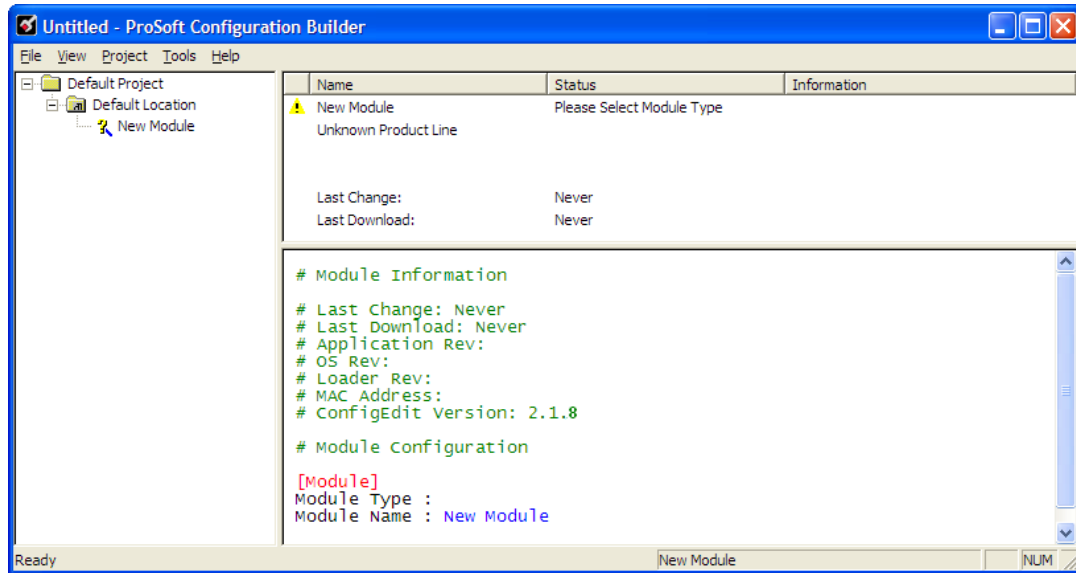 Untitled - ProSoft Configuration Builder
File View Project Tools Help
Default Project
Default Location
New Module
Name Status Information
New Module Please Select Module Type
Unknown Product Line
Last Change: Never
Last Download: Never
# Module Information
# Last Change: Never
# Last Download: Never
# Application Rev:
# OS Rev:
# Loader Rev:
# MAC Address:
# ConfigEdit Version: 2.1.8
# Module Configuration
[Module]
Module Type :
Module Name : New Module
Ready New Module NUM